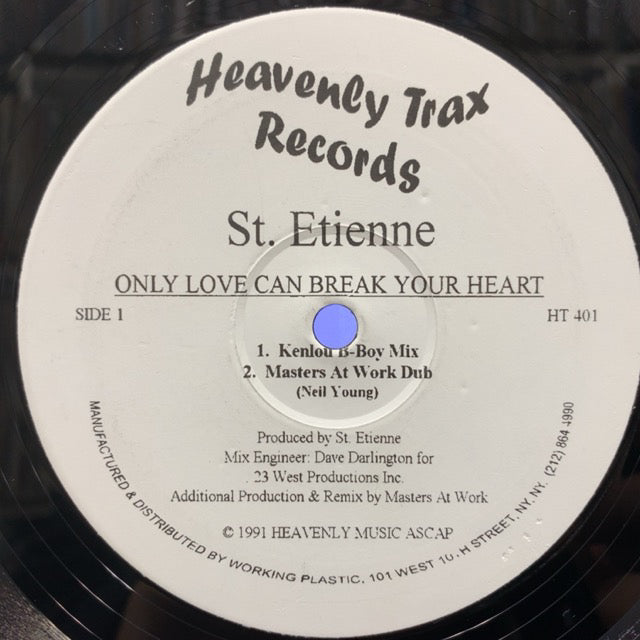 Heavenly Trax
Records
St. Etienne
ONLY LOVE CAN BREAK YOUR HEART
SIDE 1
HT 401
1. Kenlou B-Boy Mix
2. Masters At Work Dub
(Neil Young)
Produced by St. Etienne
Mix Engineer: Dave Darlington for
23 West Productions Inc.
Additional Production & Remix by Masters At Work
© 1991 HEAVENLY MUSIC ASCAP
MANUFACTURED & DISTRIBUTED BY WORKING PLASTIC. 101 WEST STREET, NY, NY. (212) 864 4990